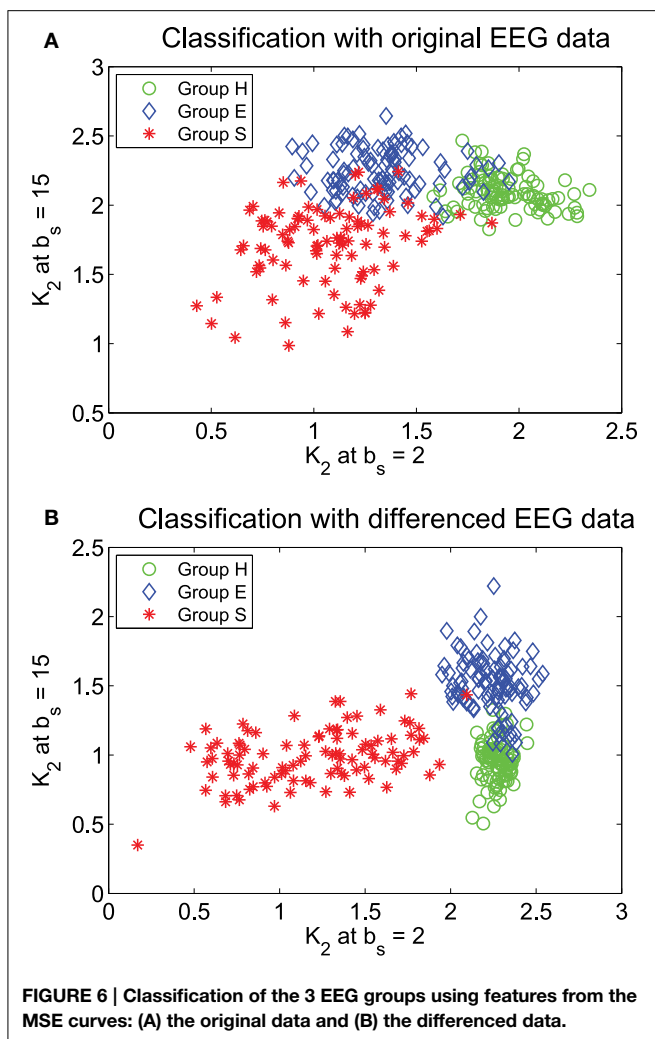 A
Classification with original EEG data
3
2.5
2
1.5
1
0.5
Group H
Group E
Group S
K2 at bs = 15
0.5 1 1.5 2 2.5
K2 at bs = 2
B
Classification with differenced EEG data
2.5
2
1.5
1
0.5
0
Group H
Group E
Group S
K2 at bs = 15
0 0.5 1 1.5 2 2.5 3
K2 at bs = 2
FIGURE 6 | Classification of the 3 EEG groups using features from the
MSE curves: (A) the original data and (B) the differenced data.